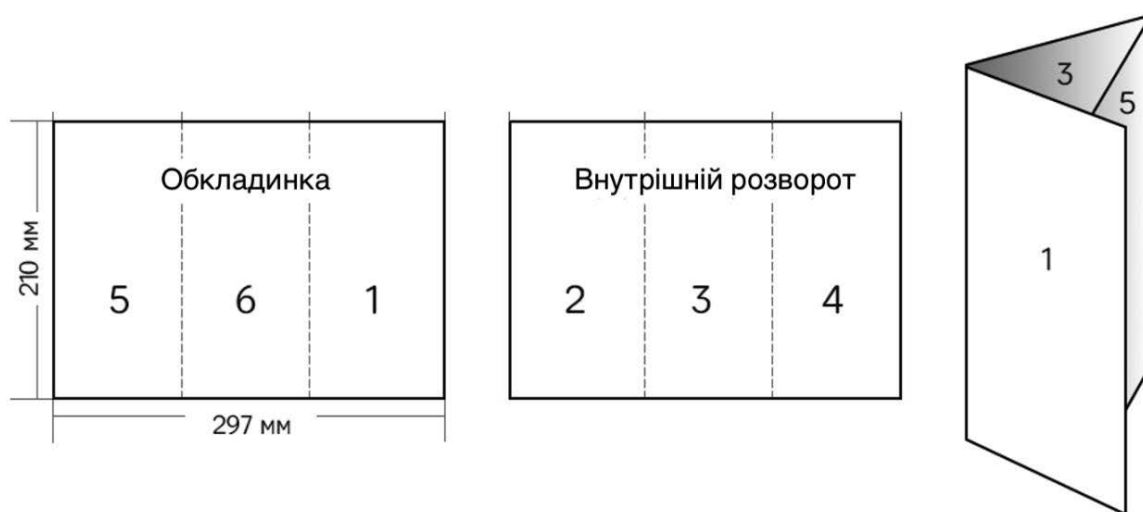 Обкладинка
5 6 1
210 мм
297 мм
Внутрішній розворот
2 3 4
3
5
1